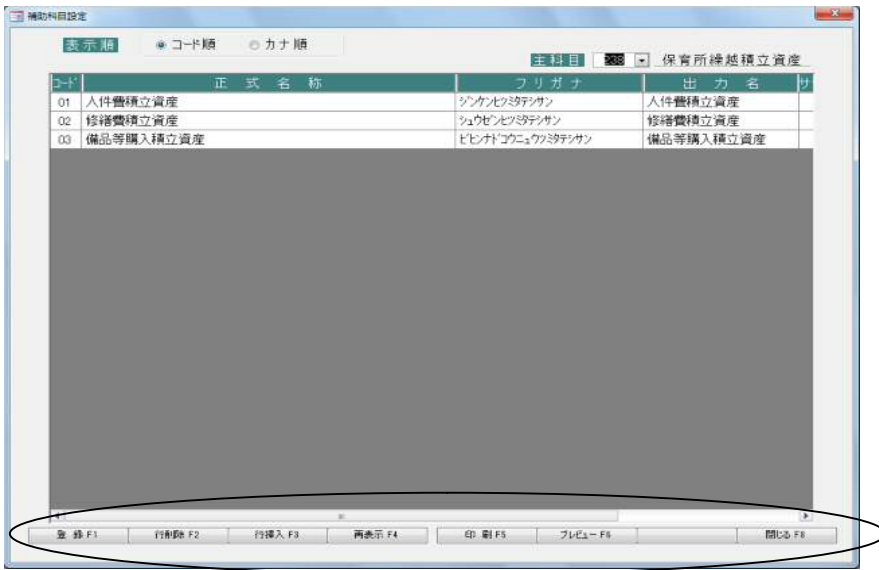 補助科目設定
表示順 コード順 カナ順
主科目 238 保育所繰越積立資産
コード 正式名称 フリガナ 出力名 サ
01 人件費積立資産 ジンケンヒツミタテシサン 人件費積立資産
02 修繕費積立資産 シュウゼンヒツミタテシサン 修繕費積立資産
03 備品等購入積立資産 ビヒンナドコウニュウツミタテシサン 備品等購入積立資産
登録 F1 行削除 F2 行挿入 F3 再表示 F4 印刷 F5 プレビュー F6 閉じる F8